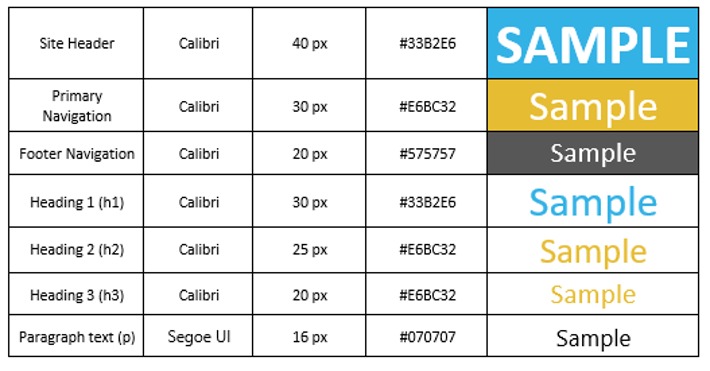 Site Header Calibri 40 px #33B2E6 SAMPLE
Primary
Navigation Calibri 30 px #E6BC32 Sample
Footer Navigation Calibri 20 px #575757 Sample
Heading 1 (h1) Calibri 30 px #33B2E6 Sample
Heading 2 (h2) Calibri 25 px #E6BC32 Sample
Heading 3 (h3) Calibri 20 px #E6BC32 Sample
Paragraph text (p) Segoe UI 16 px #070707 Sample